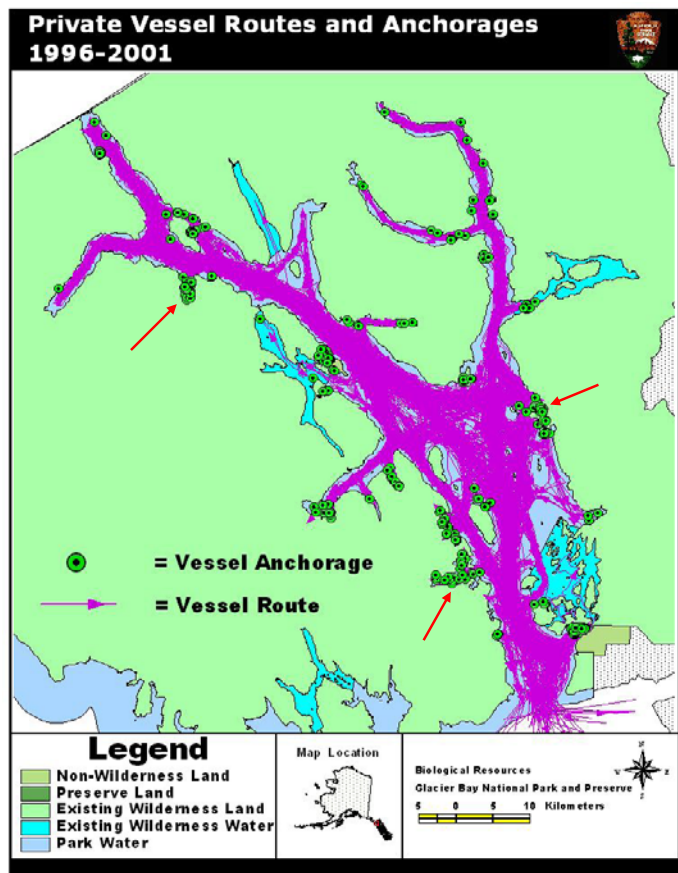 Private Vessel Routes and Anchorages
1996-2001
= Vessel Anchorage
= Vessel Route
Legend
Non-Wilderness Land
Preserve Land
Existing Wilderness Land
Existing Wilderness Water
Park Water
Map Location
Biological Resources
Glacier Bay National Park and Preserve
5 0 5 10 Kilometers
N
S